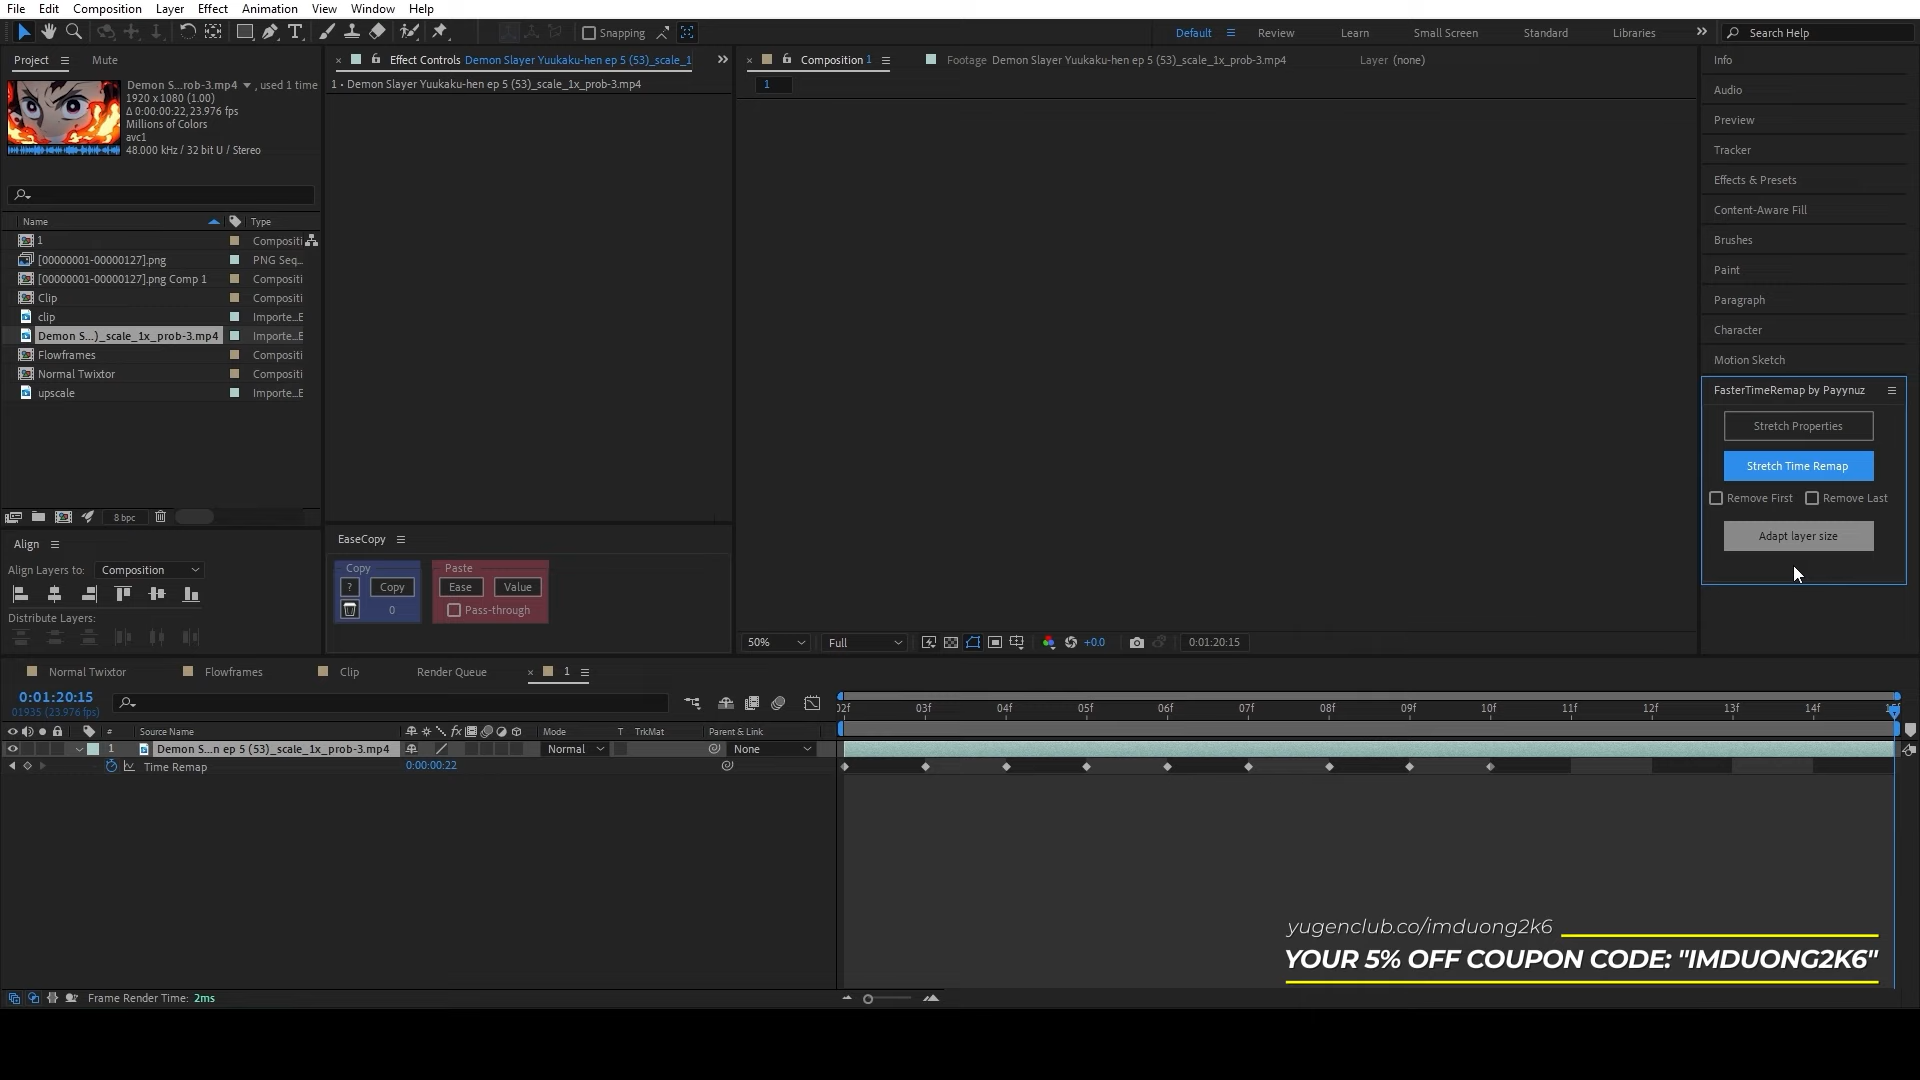 File Edit Composition Layer Effect Animation View Window Help
Snapping
Default Review Learn Small Screen Standard Libraries Search Help
Project Mute
Demon S...rob-3.mp4 , used 1 time
1920 x 1080 (1.00)
Δ 0:00:00:22, 23.976 fps
Millions of Colors
avc1
48.000 kHz / 32 bit U / Stereo
Name Type
1 Compositi
[00000001-00000127].png PNG Seq...
[00000001-00000127].png Comp 1 Compositi
Clip Compositi
clip Importe...E
Demon S...)_scale_1x_prob-3.mp4 Importe...E
Flowframes Compositi
Normal Twixtor Compositi
upscale Importe...E
8 bpc
Align
Align Layers to: Composition
Distribute Layers:
Effect Controls Demon Slayer Yuukaku-hen ep 5 (53)_scale_1
1 • Demon Slayer Yuukaku-hen ep 5 (53)_scale_1x_prob-3.mp4
EaseCopy
Copy Paste
? Copy Ease Value
0 Pass-through
Composition 1 Footage Demon Slayer Yuukaku-hen ep 5 (53)_scale_1x_prob-3.mp4 Layer (none)
1
50% Full +0.0 0:01:20:15
Info
Audio
Preview
Tracker
Effects & Presets
Content-Aware Fill
Brushes
Paint
Paragraph
Character
Motion Sketch
FasterTimeRemap by Payynuz
Stretch Properties
Stretch Time Remap
Remove First Remove Last
Adapt layer size
Normal Twixtor Flowframes Clip Render Queue 1
0:01:20:15
01935 (23.976 fps)
02f 03f 04f 05f 06f 07f 08f 09f 10f 11f 12f 13f 14f 15f
# Source Name Mode T TrkMat Parent & Link
1 Demon S...n ep 5 (53)_scale_1x_prob-3.mp4 Normal None
Time Remap 0:00:00:22
yugenclub.co/imduong2k6
YOUR 5% OFF COUPON CODE: "IMDUONG2K6"
Frame Render Time: 2ms